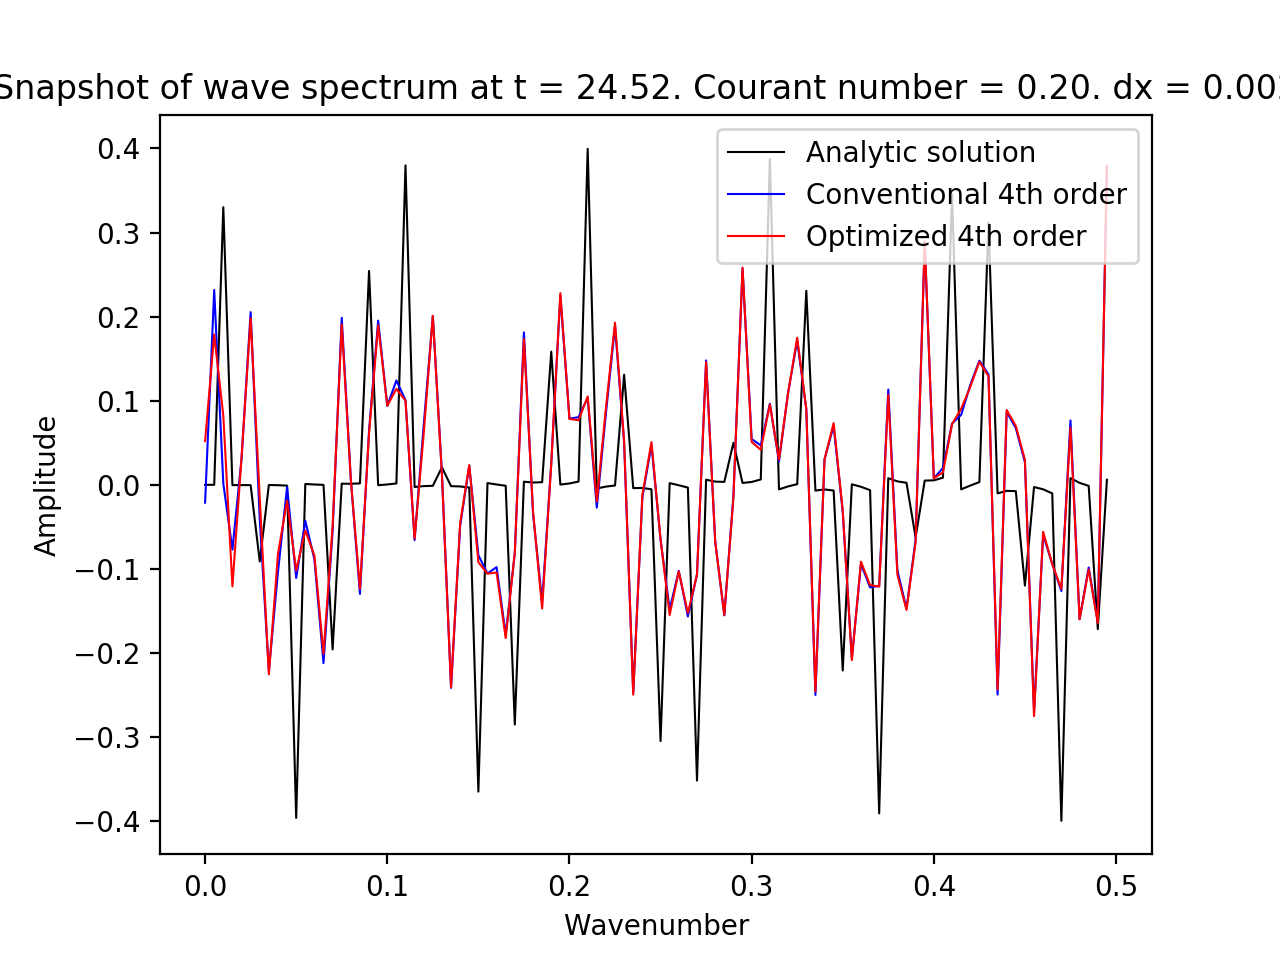 Snapshot of wave spectrum at t = 24.52. Courant number = 0.20. dx = 0.00
Analytic solution
Conventional 4th order
Optimized 4th order
0.4
0.3
0.2
0.1
0.0
−0.1
−0.2
−0.3
−0.4
Amplitude
0.0 0.1 0.2 0.3 0.4 0.5
Wavenumber